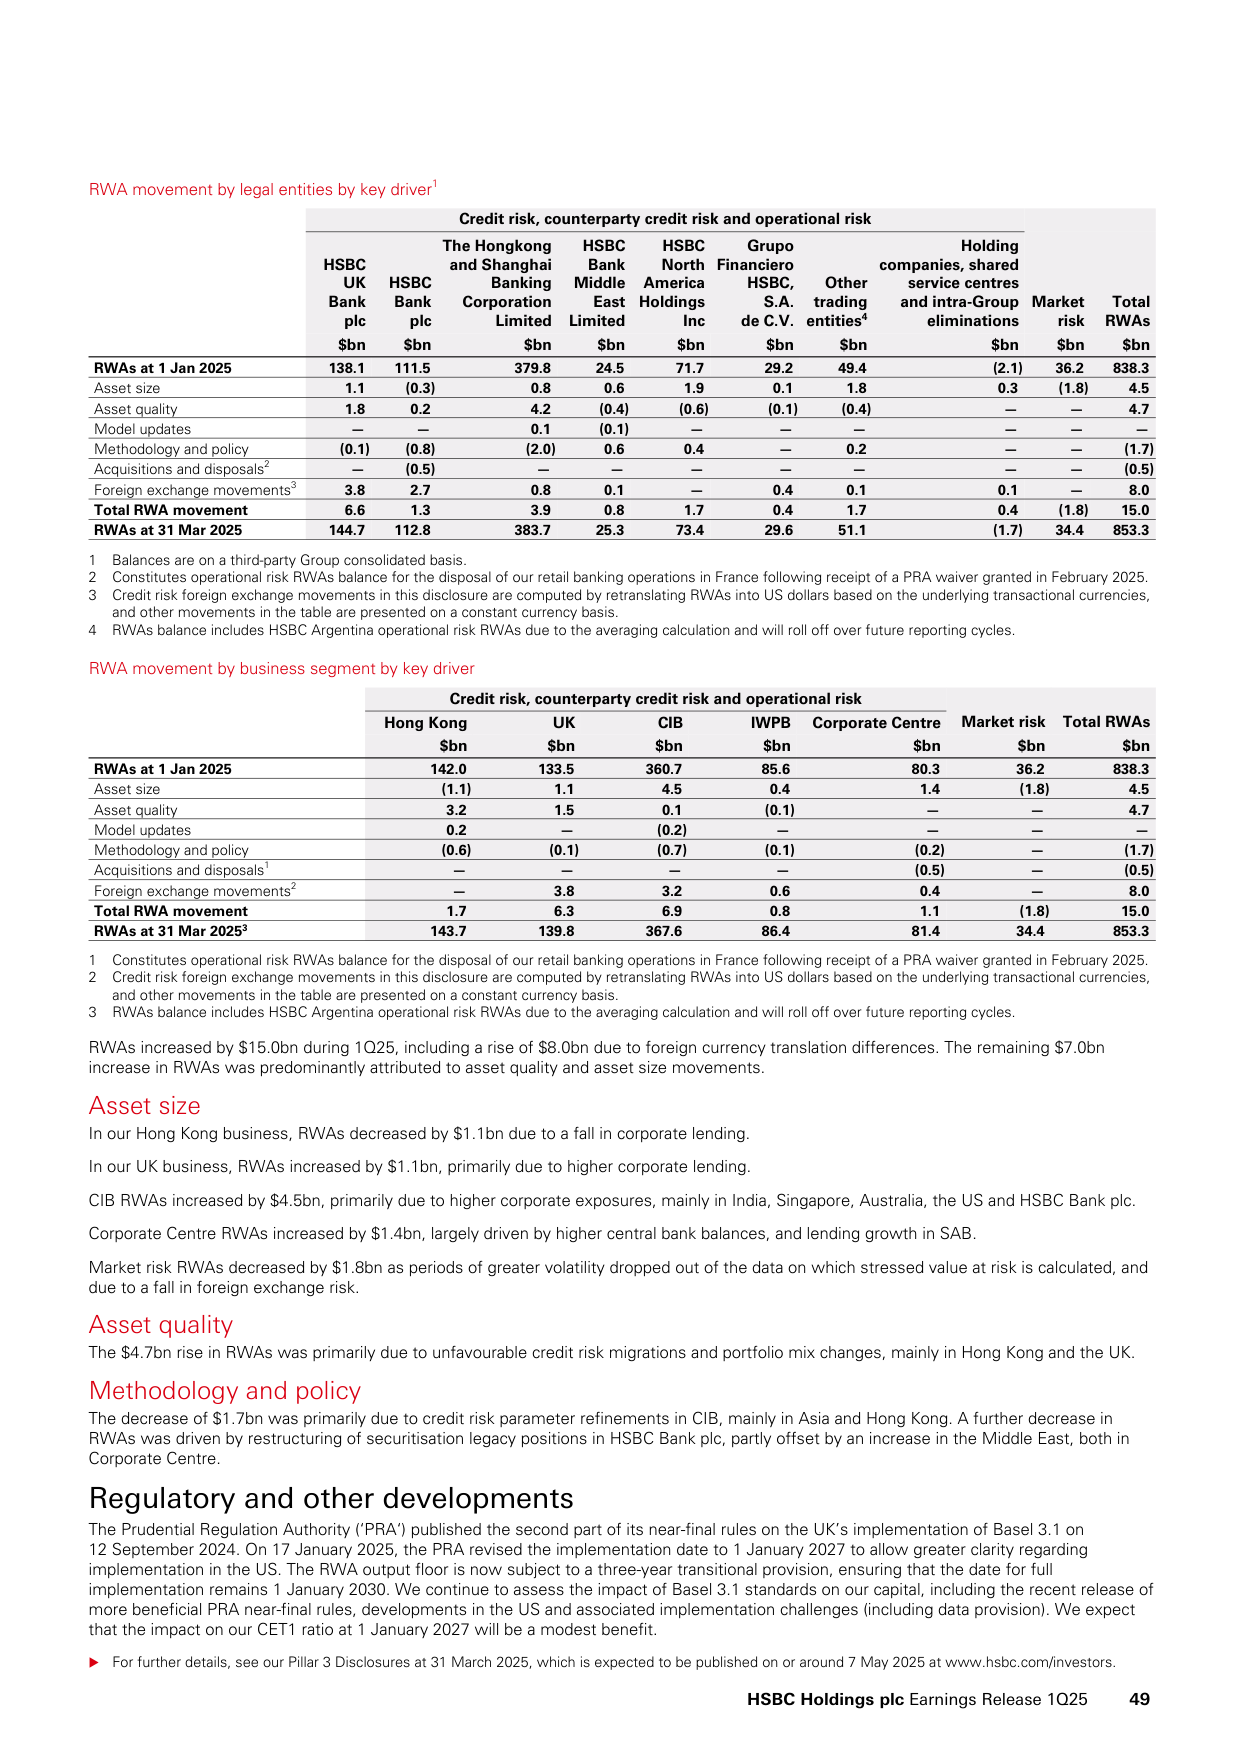 RWA movement by legal entities by key driver1
Credit risk, counterparty credit risk and operational risk
HSBC UK Bank plc HSBC Bank plc The Hongkong and Shanghai Banking Corporation Limited HSBC Bank Middle East Limited HSBC North America Holdings Inc Grupo Financiero HSBC, S.A. de C.V. Other trading entities4 Holding companies, shared service centres and intra-Group eliminations Market risk Total RWAs
$bn $bn $bn $bn $bn $bn $bn $bn $bn $bn
RWAs at 1 Jan 2025 138.1 111.5 379.8 24.5 71.7 29.2 49.4 (2.1) 36.2 838.3
Asset size 1.1 (0.3) 0.8 0.6 1.9 0.1 1.8 0.3 (1.8) 4.5
Asset quality 1.8 0.2 4.2 (0.4) (0.6) (0.1) (0.4) — — 4.7
Model updates — — 0.1 (0.1) — — — — — —
Methodology and policy (0.1) (0.8) (2.0) 0.6 0.4 — 0.2 — — (1.7)
Acquisitions and disposals2 — (0.5) — — — — — — — (0.5)
Foreign exchange movements3 3.8 2.7 0.8 0.1 — 0.4 0.1 0.1 — 8.0
Total RWA movement 6.6 1.3 3.9 0.8 1.7 0.4 1.7 0.4 (1.8) 15.0
RWAs at 31 Mar 2025 144.7 112.8 383.7 25.3 73.4 29.6 51.1 (1.7) 34.4 853.3
1 Balances are on a third-party Group consolidated basis.
2 Constitutes operational risk RWAs balance for the disposal of our retail banking operations in France following receipt of a PRA waiver granted in February 2025.
3 Credit risk foreign exchange movements in this disclosure are computed by retranslating RWAs into US dollars based on the underlying transactional currencies,
and other movements in the table are presented on a constant currency basis.
4 RWAs balance includes HSBC Argentina operational risk RWAs due to the averaging calculation and will roll off over future reporting cycles.
RWA movement by business segment by key driver
Credit risk, counterparty credit risk and operational risk
Hong Kong UK CIB IWPB Corporate Centre Market risk Total RWAs
$bn $bn $bn $bn $bn $bn $bn
RWAs at 1 Jan 2025 142.0 133.5 360.7 85.6 80.3 36.2 838.3
Asset size (1.1) 1.1 4.5 0.4 1.4 (1.8) 4.5
Asset quality 3.2 1.5 0.1 (0.1) — — 4.7
Model updates 0.2 — (0.2) — — — —
Methodology and policy (0.6) (0.1) (0.7) (0.1) (0.2) — (1.7)
Acquisitions and disposals1 — — — — (0.5) — (0.5)
Foreign exchange movements2 — 3.8 3.2 0.6 0.4 — 8.0
Total RWA movement 1.7 6.3 6.9 0.8 1.1 (1.8) 15.0
RWAs at 31 Mar 20253 143.7 139.8 367.6 86.4 81.4 34.4 853.3
1 Constitutes operational risk RWAs balance for the disposal of our retail banking operations in France following receipt of a PRA waiver granted in February 2025.
2 Credit risk foreign exchange movements in this disclosure are computed by retranslating RWAs into US dollars based on the underlying transactional currencies,
and other movements in the table are presented on a constant currency basis.
3 RWAs balance includes HSBC Argentina operational risk RWAs due to the averaging calculation and will roll off over future reporting cycles.
RWAs increased by $15.0bn during 1Q25, including a rise of $8.0bn due to foreign currency translation differences. The remaining $7.0bn
increase in RWAs was predominantly attributed to asset quality and asset size movements.
Asset size
In our Hong Kong business, RWAs decreased by $1.1bn due to a fall in corporate lending.
In our UK business, RWAs increased by $1.1bn, primarily due to higher corporate lending.
CIB RWAs increased by $4.5bn, primarily due to higher corporate exposures, mainly in India, Singapore, Australia, the US and HSBC Bank plc.
Corporate Centre RWAs increased by $1.4bn, largely driven by higher central bank balances, and lending growth in SAB.
Market risk RWAs decreased by $1.8bn as periods of greater volatility dropped out of the data on which stressed value at risk is calculated, and
due to a fall in foreign exchange risk.
Asset quality
The $4.7bn rise in RWAs was primarily due to unfavourable credit risk migrations and portfolio mix changes, mainly in Hong Kong and the UK.
Methodology and policy
The decrease of $1.7bn was primarily due to credit risk parameter refinements in CIB, mainly in Asia and Hong Kong. A further decrease in
RWAs was driven by restructuring of securitisation legacy positions in HSBC Bank plc, partly offset by an increase in the Middle East, both in
Corporate Centre.
Regulatory and other developments
The Prudential Regulation Authority (‘PRA’) published the second part of its near-final rules on the UK’s implementation of Basel 3.1 on
12 September 2024. On 17 January 2025, the PRA revised the implementation date to 1 January 2027 to allow greater clarity regarding
implementation in the US. The RWA output floor is now subject to a three-year transitional provision, ensuring that the date for full
implementation remains 1 January 2030. We continue to assess the impact of Basel 3.1 standards on our capital, including the recent release of
more beneficial PRA near-final rules, developments in the US and associated implementation challenges (including data provision). We expect
that the impact on our CET1 ratio at 1 January 2027 will be a modest benefit.
For further details, see our Pillar 3 Disclosures at 31 March 2025, which is expected to be published on or around 7 May 2025 at www.hsbc.com/investors.
HSBC Holdings plc Earnings Release 1Q25 49